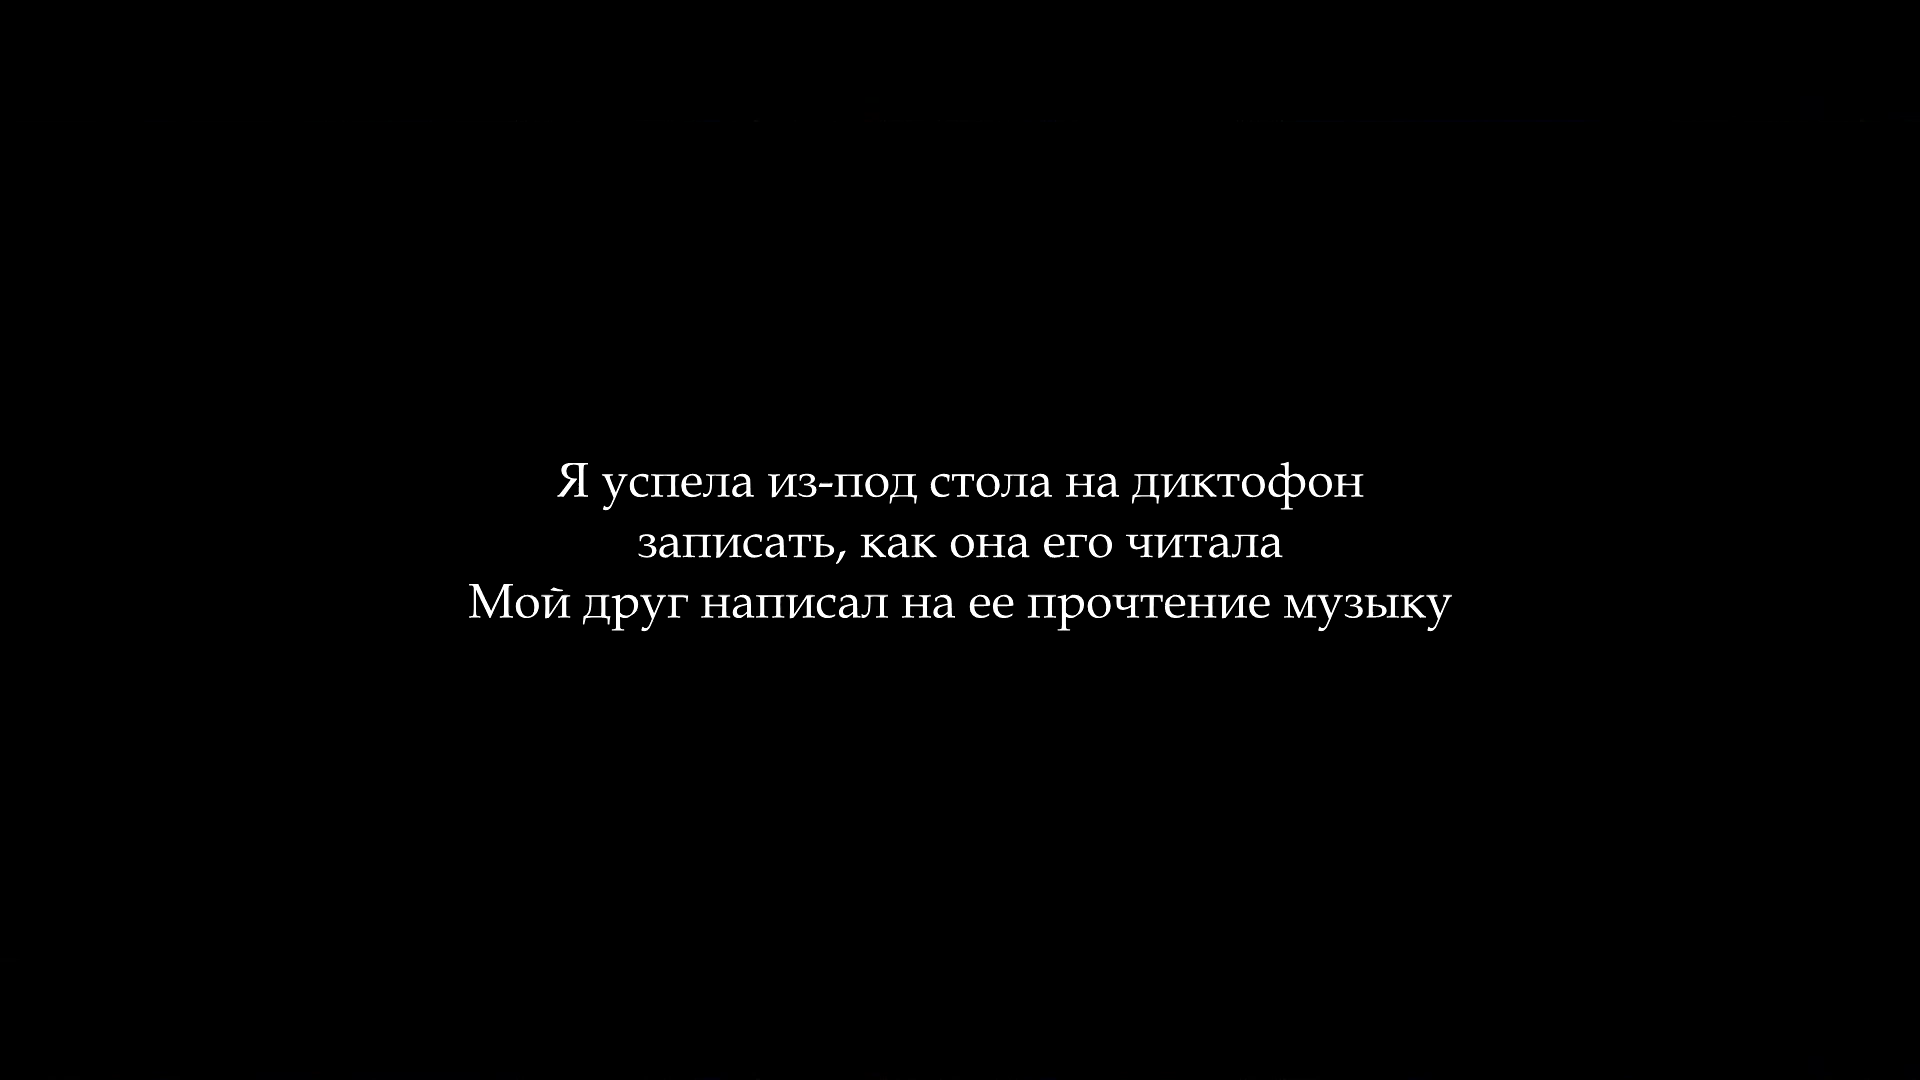 Я успела из-под стола на диктофон
записать, как она его читала
Мой друг написал на ее прочтение музыку